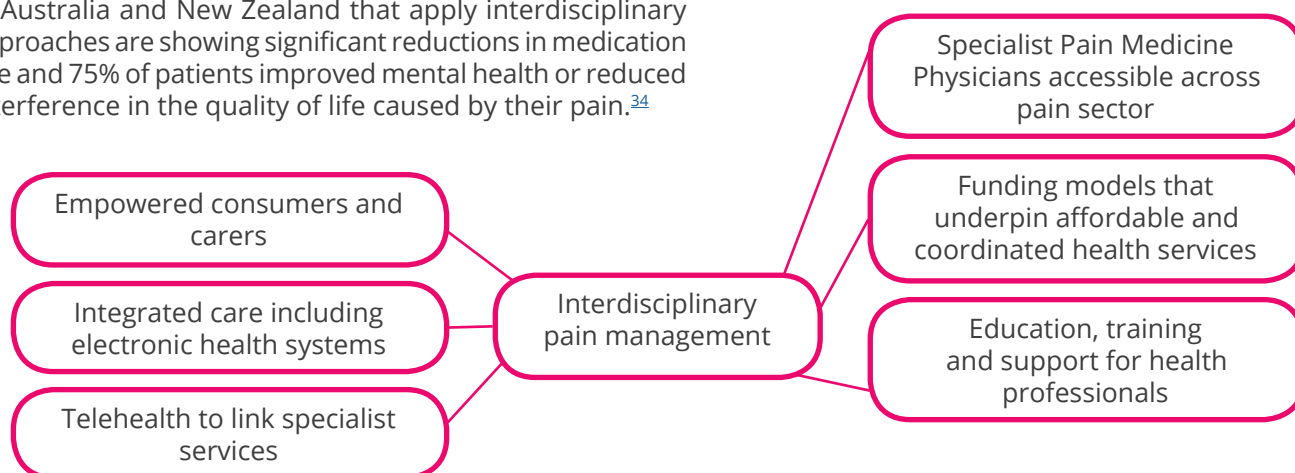 Australia and New Zealand that apply interdisciplinary
proaches are showing significant reductions in medication
e and 75% of patients improved mental health or reduced
terference in the quality of life caused by their pain.34
Empowered consumers and
carers
Integrated care including
electronic health systems
Telehealth to link specialist
services
Interdisciplinary
pain management
Specialist Pain Medicine
Physicians accessible across
pain sector
Funding models that
underpin affordable and
coordinated health services
Education, training
and support for health
professionals